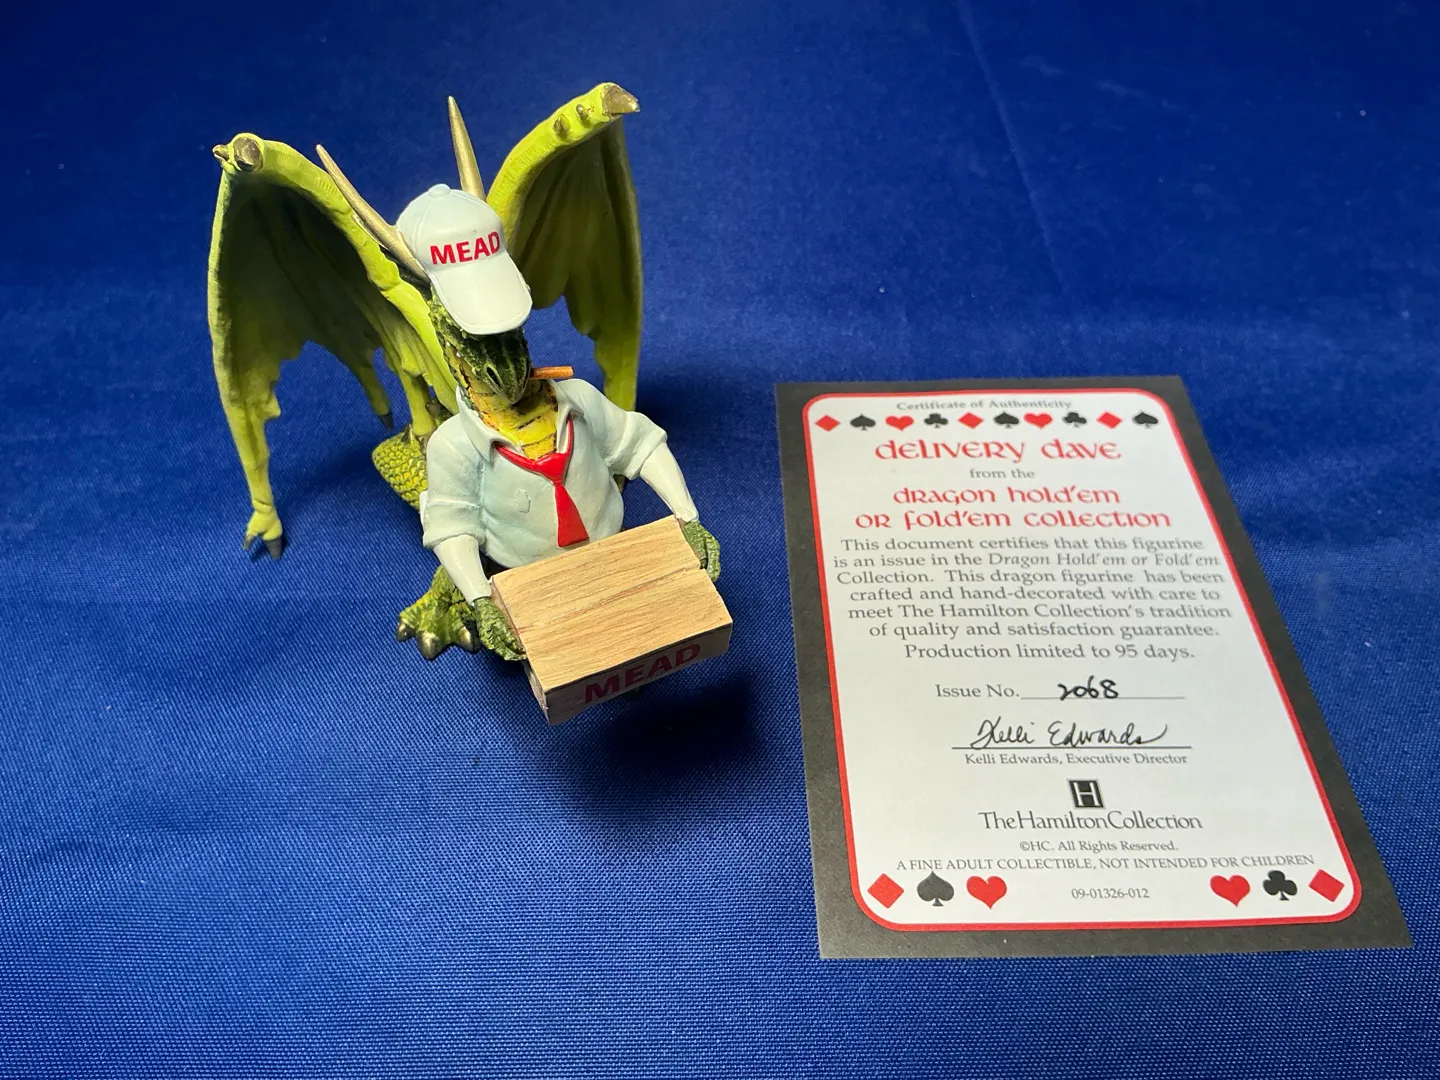 MEAD
MEAD
Certificate of Authenticity
delivery dave
from the
dragon hold'em
or fold'em collection
This document certifies that this figurine
is an issue in the Dragon Hold'em or Fold'em
Collection. This dragon figurine has been
crafted and hand-decorated with care to
meet The Hamilton Collection's tradition
of quality and satisfaction guarantee.
Production limited to 95 days.
Issue No. 2068
Kelli Edwards
Kelli Edwards, Executive Director
H
The Hamilton Collection
©HC. All Rights Reserved.
A FINE ADULT COLLECTIBLE, NOT INTENDED FOR CHILDREN
09-01326-012